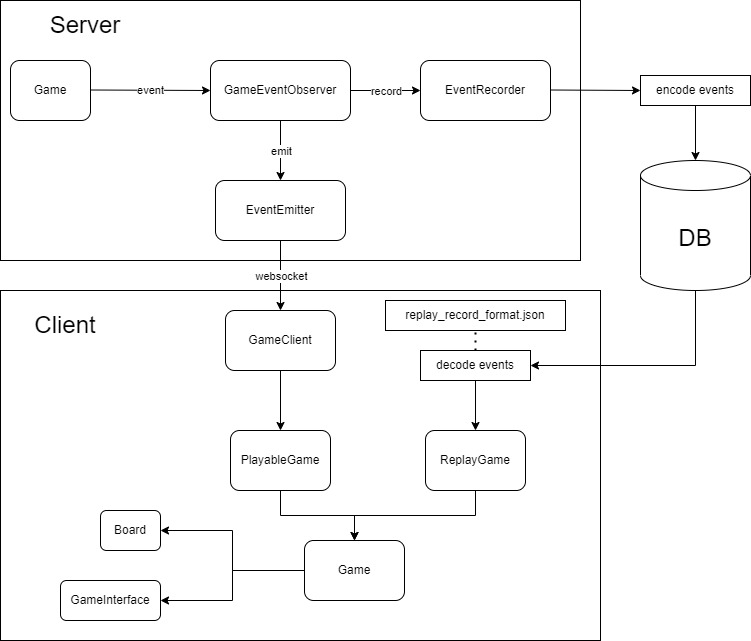 Server
Game
event
GameEventObserver
record
EventRecorder
encode events
emit
EventEmitter
DB
websocket
Client
replay_record_format.json
GameClient
decode events
PlayableGame
ReplayGame
Board
Game
GameInterface